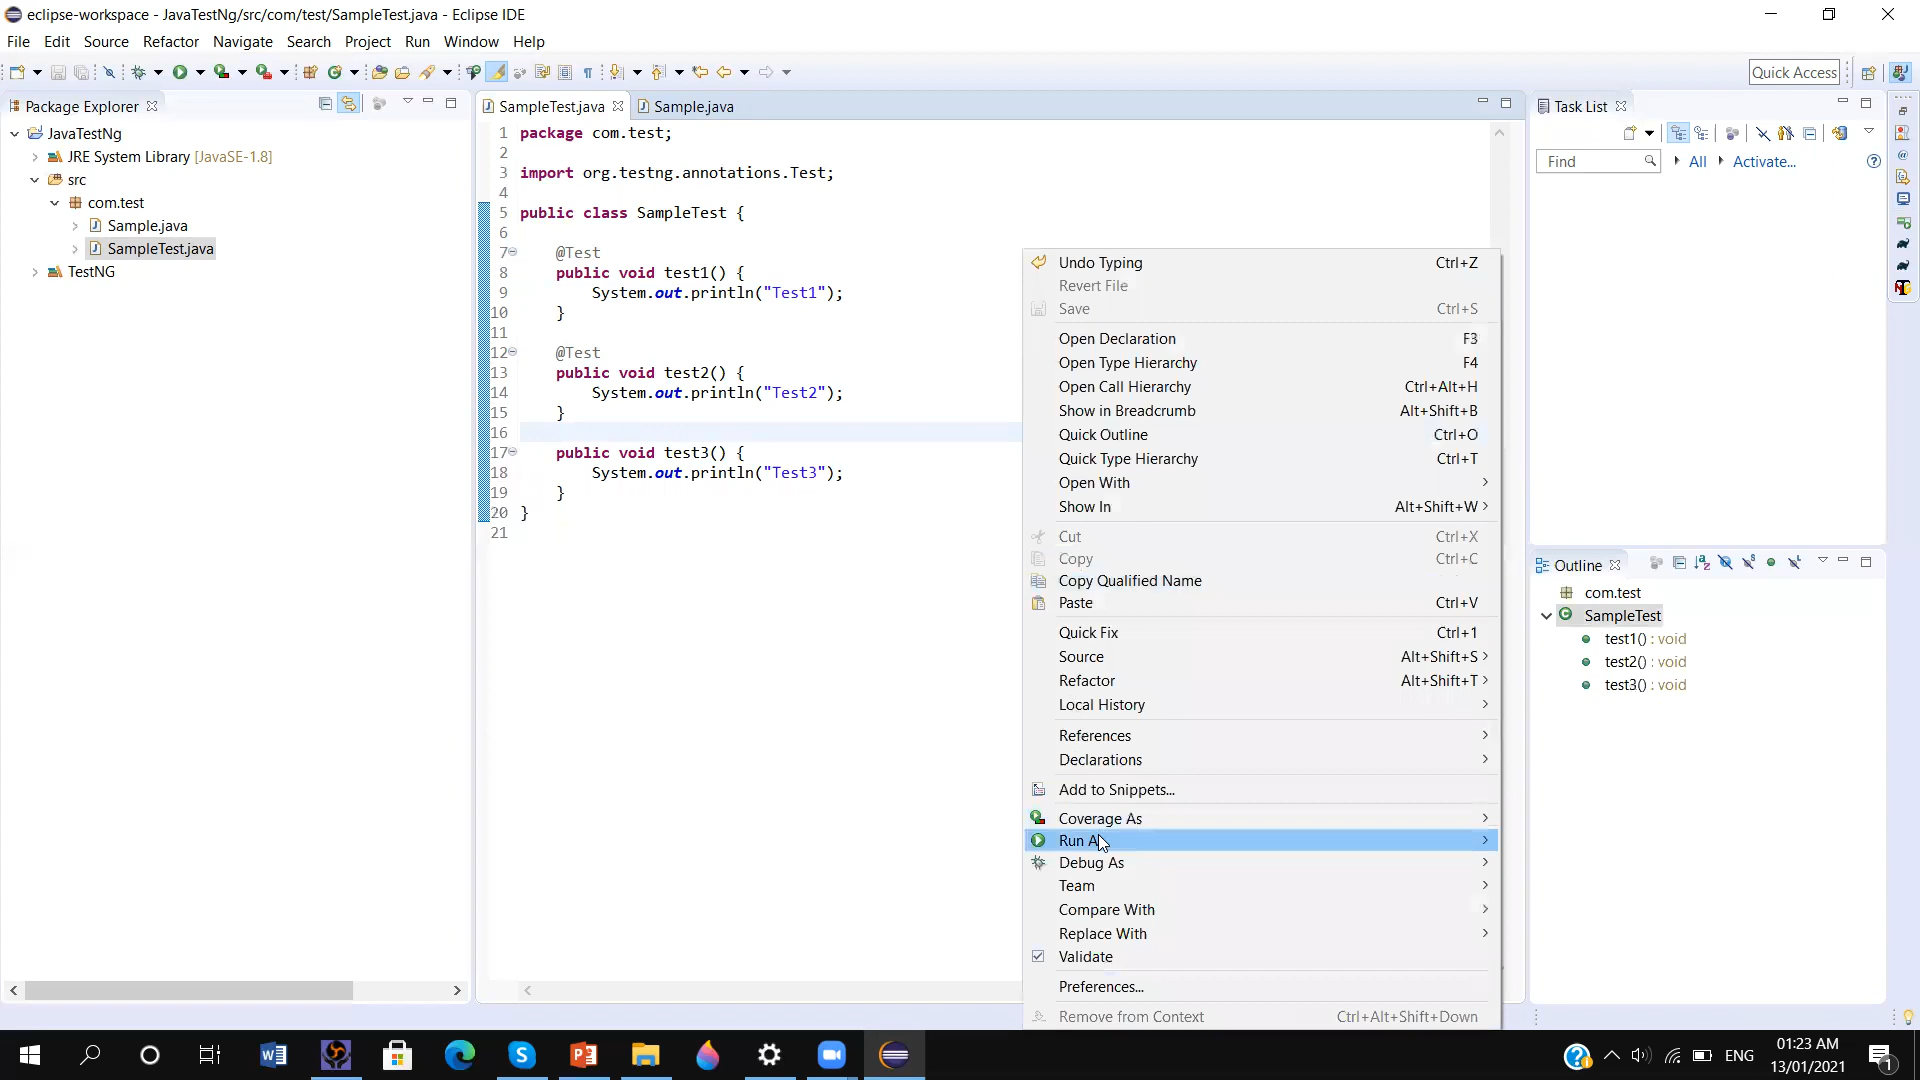 eclipse-workspace - JavaTestNg/src/com/test/SampleTest.java - Eclipse IDE
File Edit Source Refactor Navigate Search Project Run Window Help
Quick Access
Package Explorer
JavaTestNg
JRE System Library [JavaSE-1.8]
src
com.test
Sample.java
SampleTest.java
TestNG
SampleTest.java Sample.java
1 package com.test;
2
3 import org.testng.annotations.Test;
4
5 public class SampleTest {
6
7 @Test
8 public void test1() {
9 System.out.println("Test1");
10 }
11
12 @Test
13 public void test2() {
14 System.out.println("Test2");
15 }
16
17 public void test3() {
18 System.out.println("Test3");
19 }
20 }
21
Undo Typing Ctrl+Z
Revert File
Save Ctrl+S
Open Declaration F3
Open Type Hierarchy F4
Open Call Hierarchy Ctrl+Alt+H
Show in Breadcrumb Alt+Shift+B
Quick Outline Ctrl+O
Quick Type Hierarchy Ctrl+T
Open With
Show In Alt+Shift+W
Cut Ctrl+X
Copy Ctrl+C
Copy Qualified Name
Paste Ctrl+V
Quick Fix Ctrl+1
Source Alt+Shift+S
Refactor Alt+Shift+T
Local History
References
Declarations
Add to Snippets...
Coverage As
Run A
Debug As
Team
Compare With
Replace With
Validate
Preferences...
Remove from Context Ctrl+Alt+Shift+Down
Task List
Find All Activate...
Outline
com.test
SampleTest
test1() : void
test2() : void
test3() : void
ENG
01:23 AM
13/01/2021
1